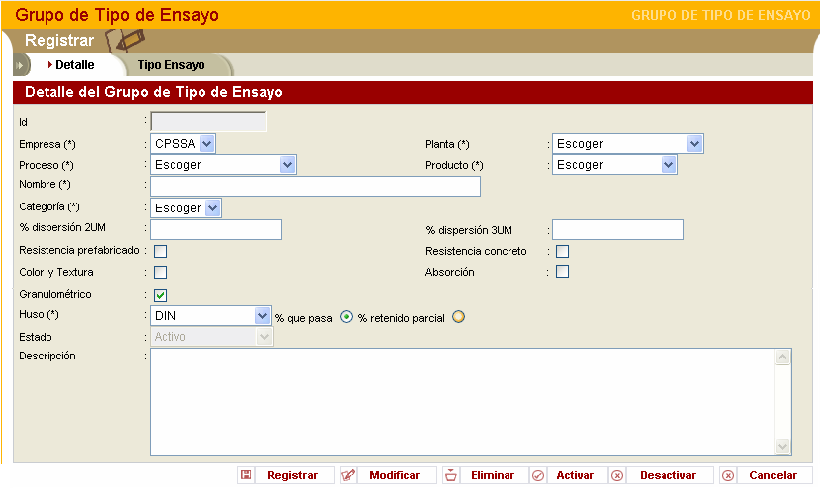 Grupo de Tipo de Ensayo GRUPO DE TIPO DE ENSAYO
Registrar
Detalle Tipo Ensayo
Detalle del Grupo de Tipo de Ensayo
Id :
Empresa (*) : CPSSA Planta (*) : Escoger
Proceso (*) : Escoger Producto (*) : Escoger
Nombre (*) :
Categoría (*) : Escoger
% dispersión 2UM : % dispersión 3UM :
Resistencia prefabricado : Resistencia concreto :
Color y Textura : Absorción :
Granulométrico :
Huso (*) : DIN % que pasa % retenido parcial
Estado : Activo
Descripción :
Registrar Modificar Eliminar Activar Desactivar Cancelar